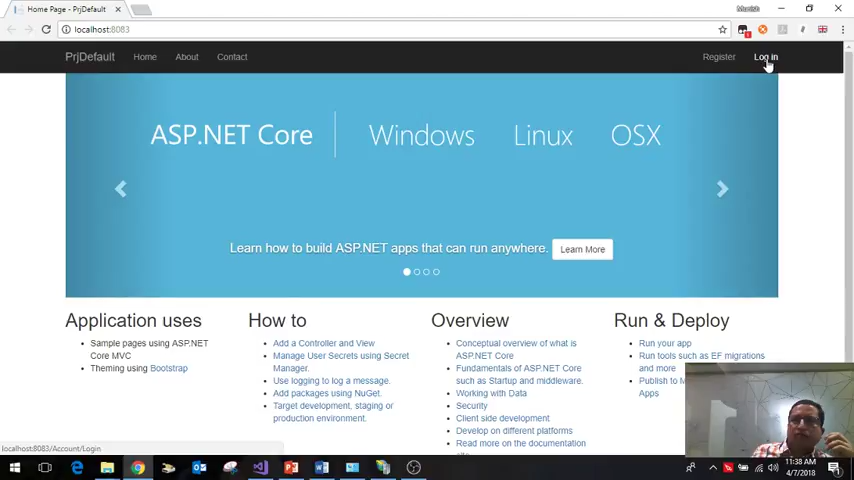 Home Page - PrjDefault
Munish
localhost:8083
PrjDefault Home About Contact Register Log in
ASP.NET Core Windows Linux OSX
Learn how to build ASP.NET apps that can run anywhere. Learn More
Application uses
Sample pages using ASP.NET
Core MVC
Theming using Bootstrap
How to
Add a Controller and View
Manage User Secrets using Secret
Manager.
Use logging to log a message.
Add packages using NuGet.
Target development, staging or
production environment.
Overview
Conceptual overview of what is
ASP.NET Core
Fundamentals of ASP.NET Core
such as Startup and middleware.
Working with Data
Security
Client side development
Develop on different platforms
Read more on the documentation
site
Run & Deploy
Run your app
Run tools such as EF migrations
and more
Publish to
Apps
localhost:8083/Account/Login
11:38 AM
4/7/2018